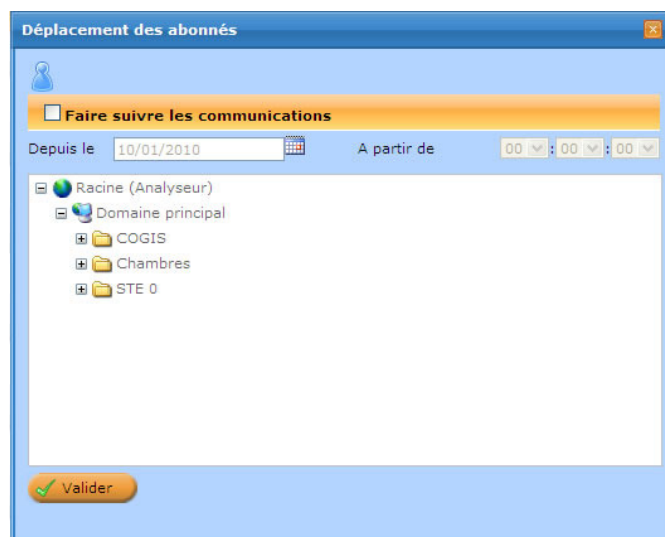 Déplacement des abonnés
Faire suivre les communications
Depuis le 10/01/2010 A partir de 00 : 00 : 00
Racine (Analyseur)
Domaine principal
COGIS
Chambres
STE 0
Valider